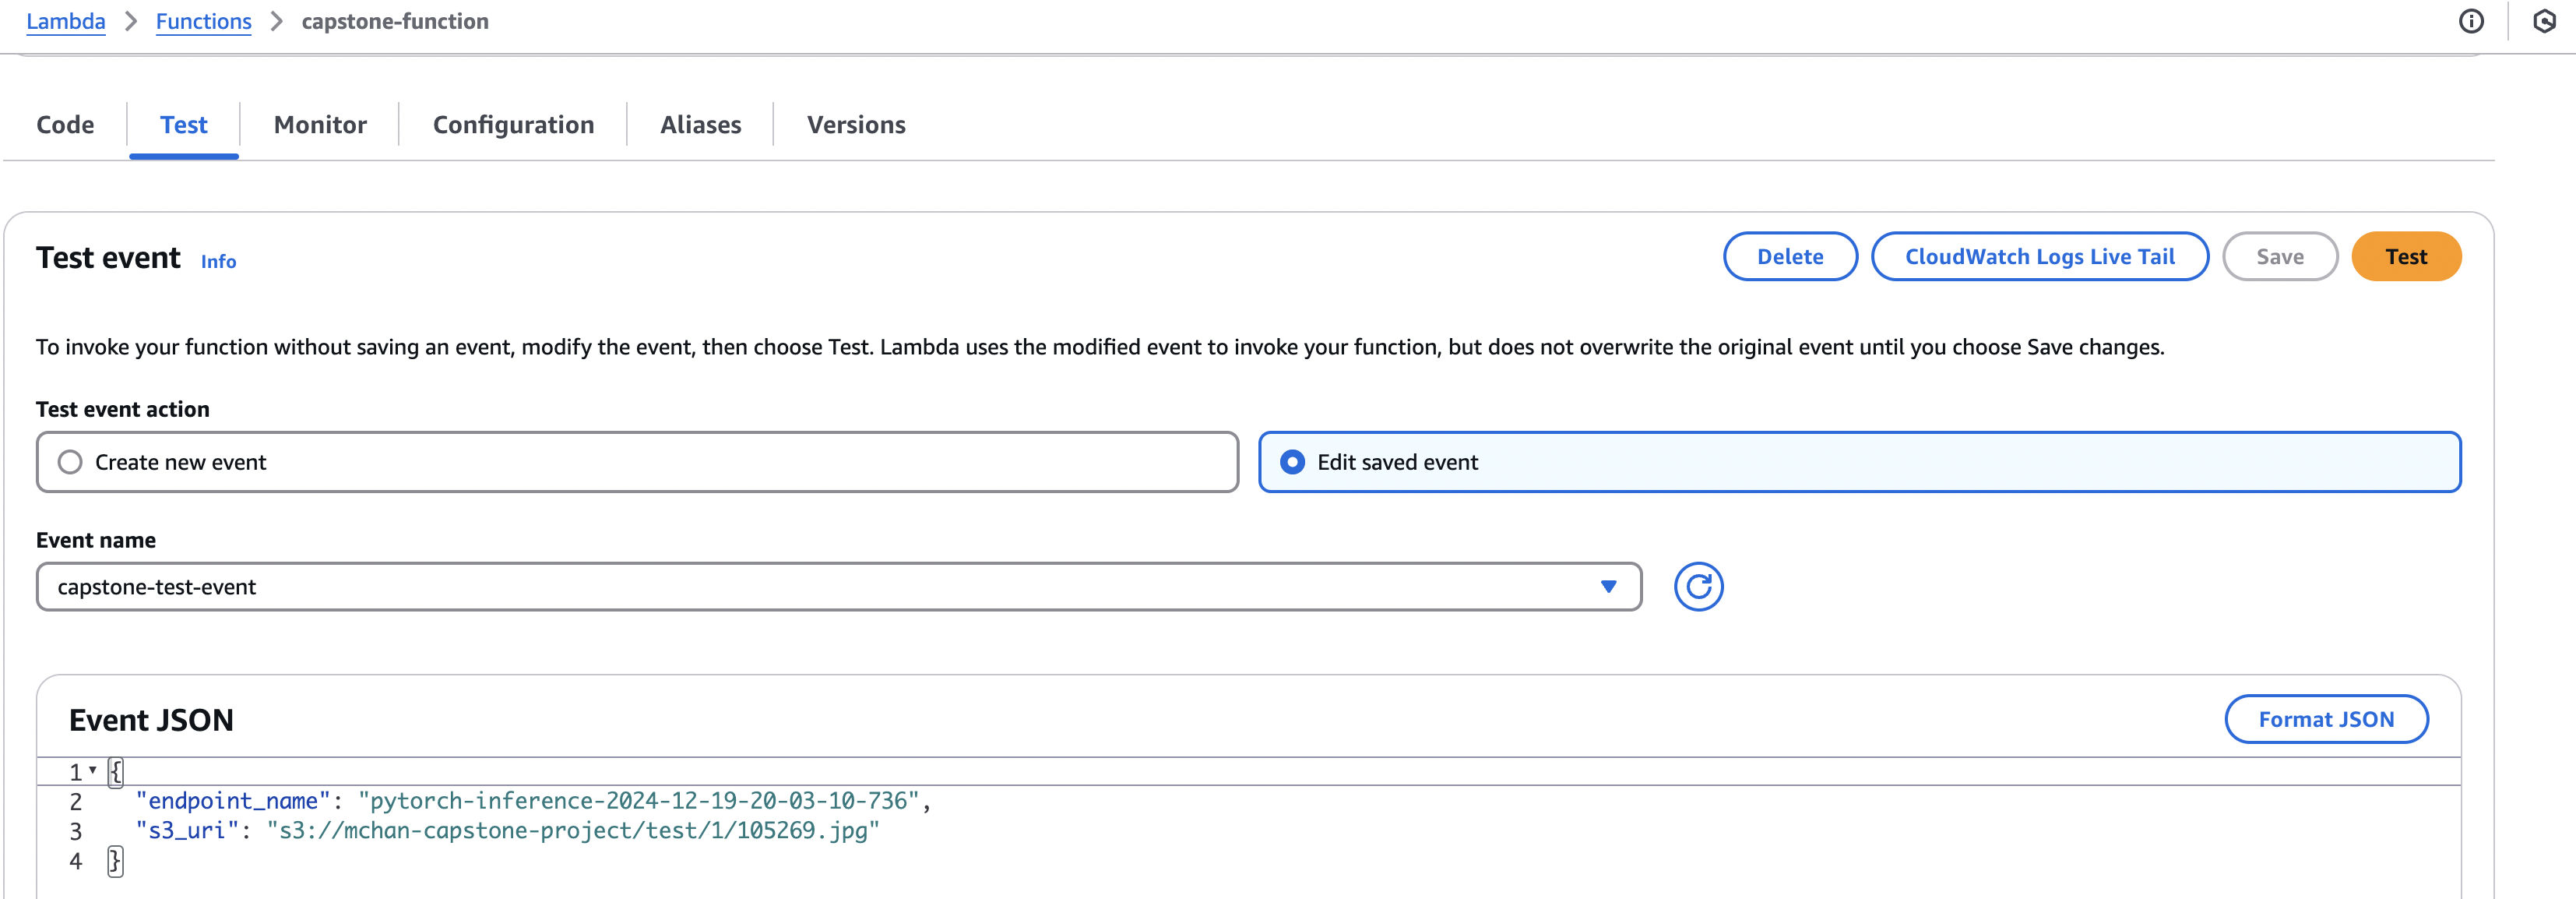 Lambda > Functions > capstone-function
Code Test Monitor Configuration Aliases Versions
Test event Info Delete CloudWatch Logs Live Tail Save Test
To invoke your function without saving an event, modify the event, then choose Test. Lambda uses the modified event to invoke your function, but does not overwrite the original event until you choose Save changes.
Test event action
Create new event Edit saved event
Event name
capstone-test-event
Event JSON Format JSON
1 {
2 "endpoint_name": "pytorch-inference-2024-12-19-20-03-10-736",
3 "s3_uri": "s3://mchan-capstone-project/test/1/105269.jpg"
4 }